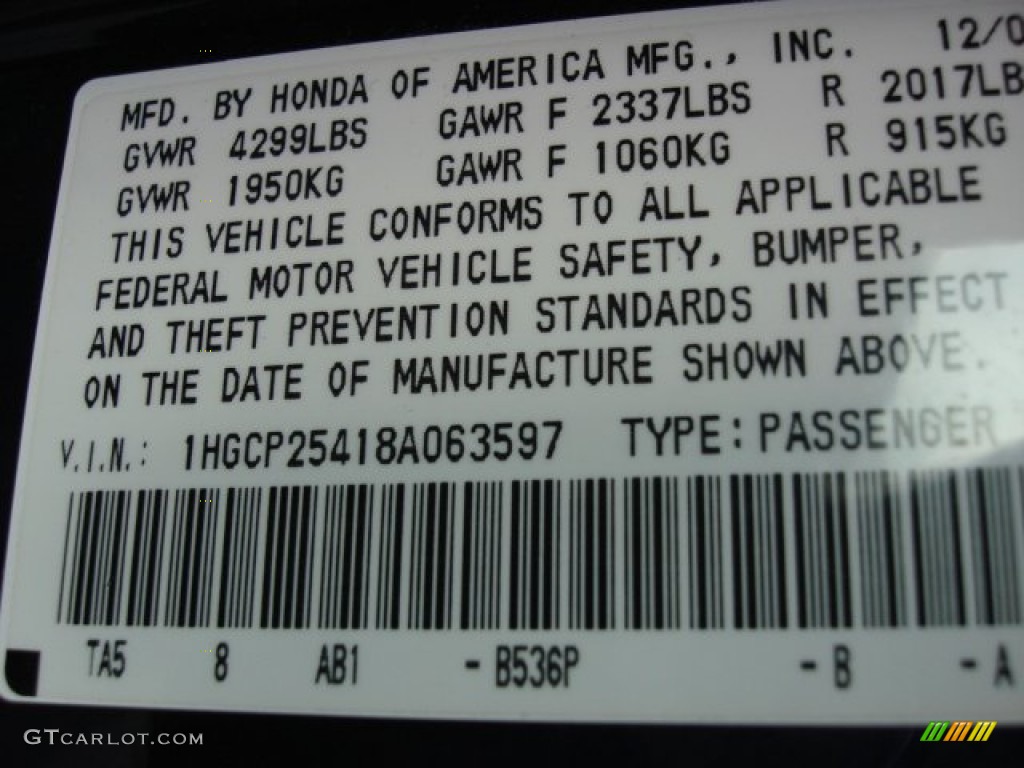 MFD. BY HONDA OF AMERICA MFG., INC. 12/0
GVWR 4299LBS GAWR F 2337LBS R 2017LB
GVWR 1950KG GAWR F 1060KG R 915KG
THIS VEHICLE CONFORMS TO ALL APPLICABLE
FEDERAL MOTOR VEHICLE SAFETY, BUMPER,
AND THEFT PREVENTION STANDARDS IN EFFECT
ON THE DATE OF MANUFACTURE SHOWN ABOVE.
V.I.N.: 1HGCP25418A063597 TYPE: PASSENGER
TA5 8 AB1 - B536P - B - A
GTCARLOT.COM